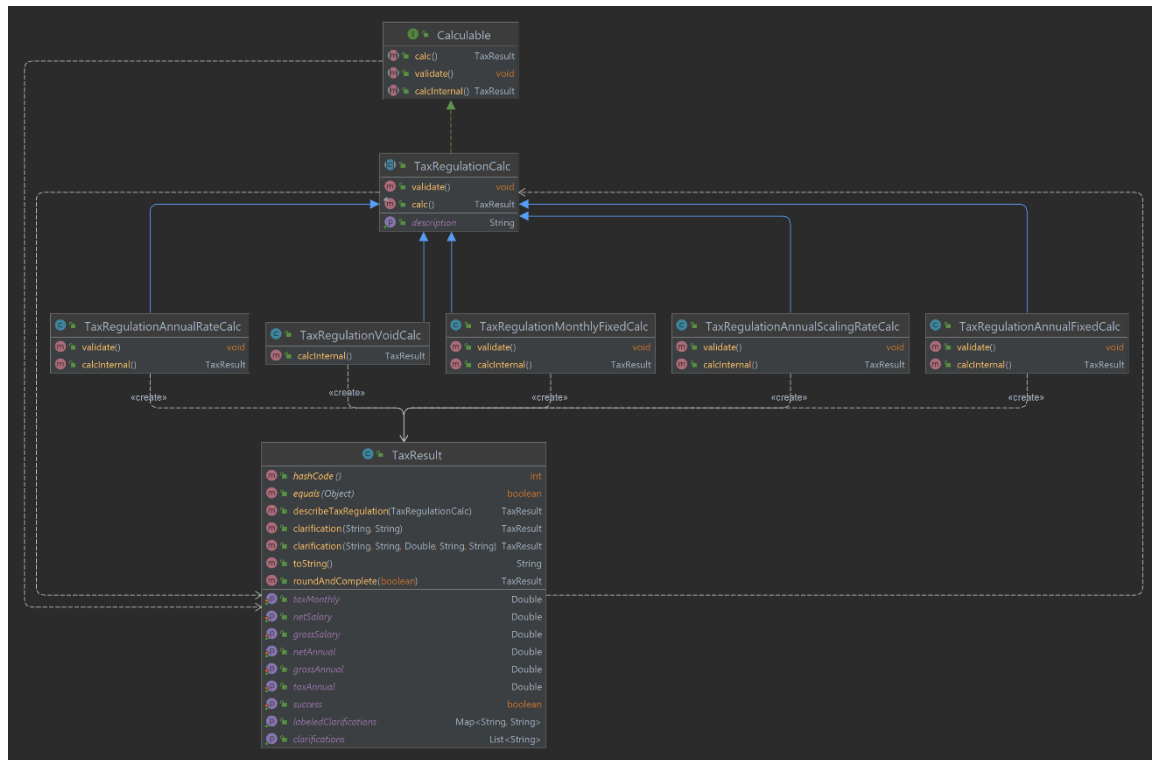 Calculable
calc() TaxResult
validate() void
calcInternal() TaxResult
TaxRegulationCalc
validate() void
calc() TaxResult
description String
TaxRegulationAnnualRateCalc
validate() void
calcInternal() TaxResult
TaxRegulationVoidCalc
calcInternal() TaxResult
TaxRegulationMonthlyFixedCalc
validate() void
calcInternal() TaxResult
TaxRegulationAnnualScalingRateCalc
validate() void
calcInternal() TaxResult
TaxRegulationAnnualFixedCalc
validate() void
calcInternal() TaxResult
«create» «create» «create» «create» «create»
TaxResult
hashCode () int
equals (Object) boolean
describeTaxRegulation(TaxRegulationCalc) TaxResult
clarification (String, String) TaxResult
clarification (String, String, Double, String, String) TaxResult
toString() String
roundAndComplete(boolean) TaxResult
taxMonthly Double
netSalary Double
grossSalary Double
netAnnual Double
grossAnnual Double
taxAnnual Double
success boolean
labeledClarifications Map<String, String>
clarifications List<String>